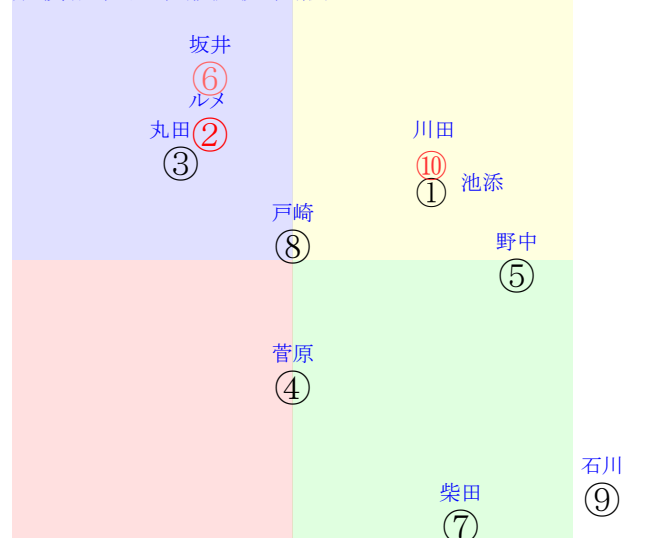 坂井
⑥
ルメ
丸田
②
③
川田
⑩
①
池添
戸崎
⑧
野中
⑤
菅原
④
石川
⑨
柴田
⑦